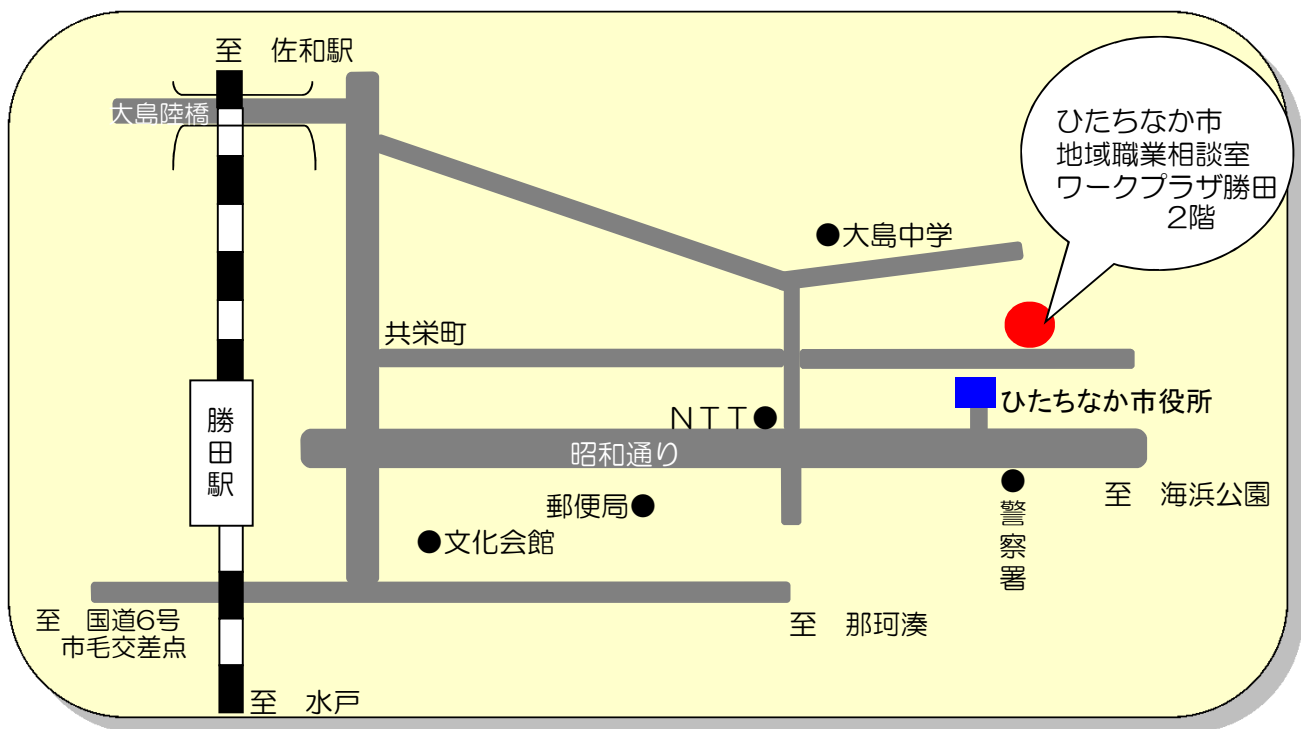 至　佐和駅
大島陸橋
ひたちなか市
地域職業相談室
ワークプラザ勝田
2階
●大島中学
共栄町
ひたちなか市役所
ＮＴＴ●
昭和通り
勝田駅
至　海浜公園
郵便局●
警察署
●文化会館
至　国道6号
市毛交差点
至　那珂湊
至　水戸